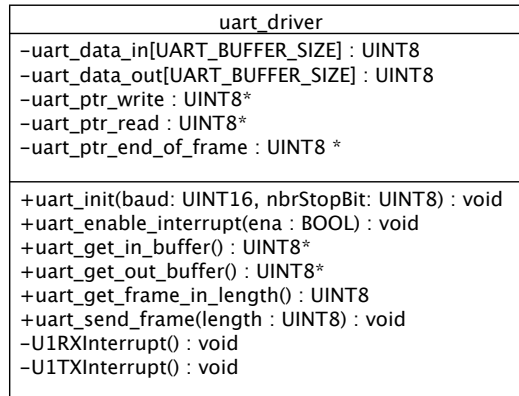 uart_driver
-uart_data_in[UART_BUFFER_SIZE] : UINT8
-uart_data_out[UART_BUFFER_SIZE] : UINT8
-uart_ptr_write : UINT8*
-uart_ptr_read : UINT8*
-uart_ptr_end_of_frame : UINT8 *
+uart_init(baud: UINT16, nbrStopBit: UINT8) : void
+uart_enable_interrupt(ena : BOOL) : void
+uart_get_in_buffer() : UINT8*
+uart_get_out_buffer() : UINT8*
+uart_get_frame_in_length() : UINT8
+uart_send_frame(length : UINT8) : void
-U1RXInterrupt() : void
-U1TXInterrupt() : void